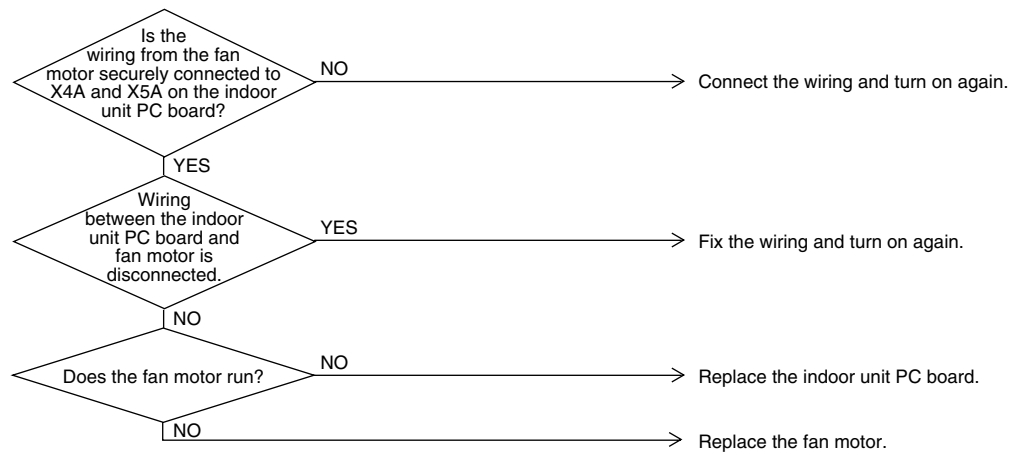 Is the
wiring from the fan
motor securely connected to
X4A and X5A on the indoor
unit PC board?
NO
Connect the wiring and turn on again.
YES
Wiring
between the indoor
unit PC board and
fan motor is
disconnected.
YES
Fix the wiring and turn on again.
NO
Does the fan motor run?
NO
Replace the indoor unit PC board.
NO
Replace the fan motor.